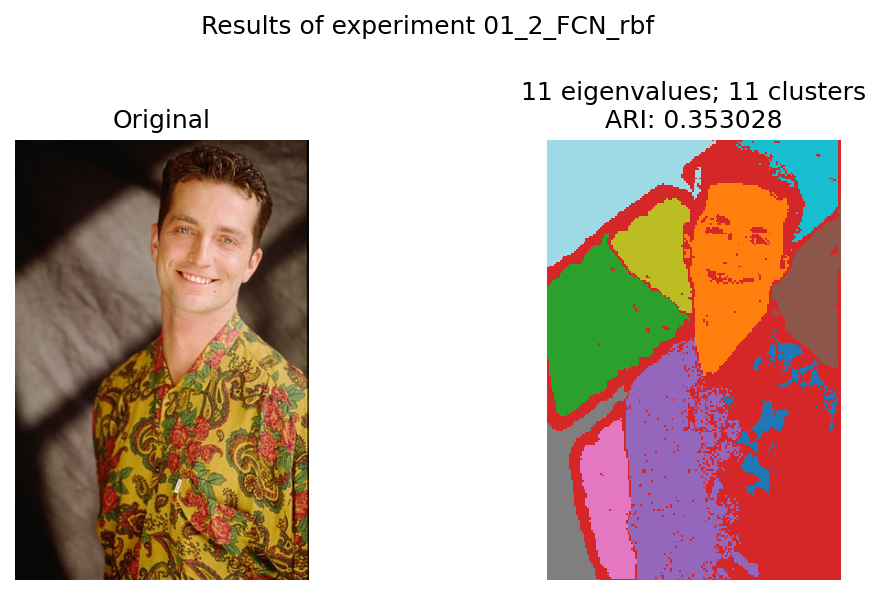 Results of experiment 01_2_FCN_rbf
Original
11 eigenvalues; 11 clusters
ARI: 0.353028